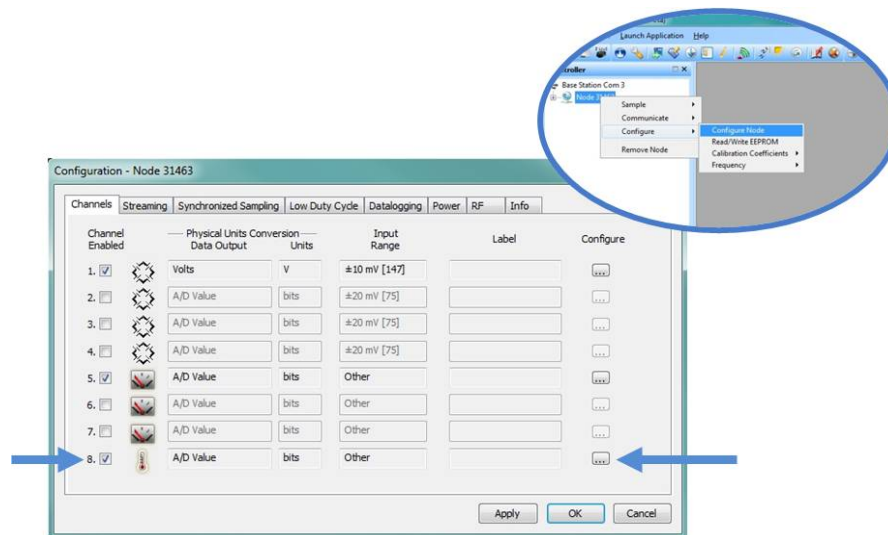 Launch Application Help
Base Station Com 3
Sample
Communicate
Configure
Remove Node
Configure Node
Read/Write EEPROM
Calibration Coefficients
Frequency
Configuration - Node 31463
Channels Streaming Synchronized Sampling Low Duty Cycle Datalogging Power RF Info
Channel Enabled
Physical Units Conversion
Data Output Units
Input Range
Label
Configure
1. Volts V ±10 mV [147] ...
2. A/D Value bits ±20 mV [75] ...
3. A/D Value bits ±20 mV [75] ...
4. A/D Value bits ±20 mV [75] ...
5. A/D Value bits Other ...
6. A/D Value bits Other ...
7. A/D Value bits Other ...
8. A/D Value bits Other ...
Apply OK Cancel